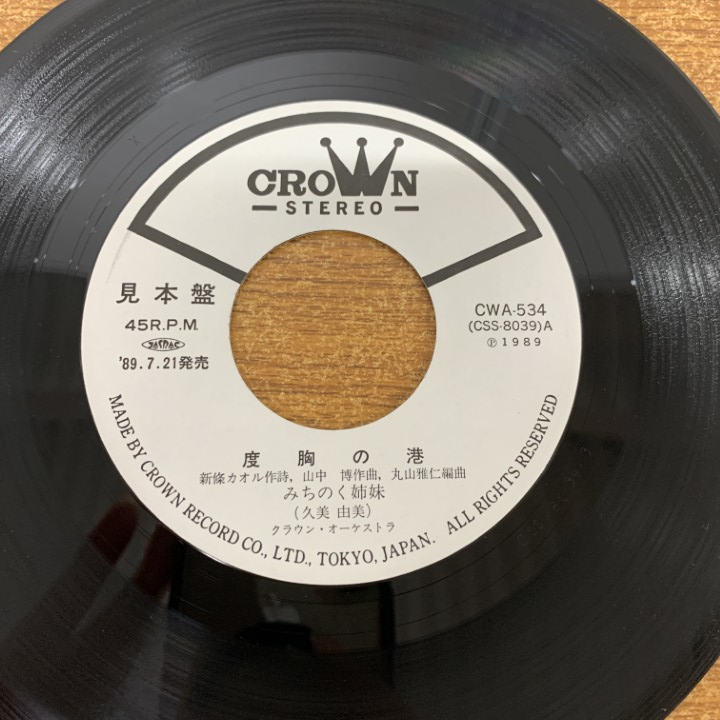 CROWN
STEREO
見本盤
45R.P.M.
'89.7.21発売
CWA-534
(CSS-8039)A
Ⓟ1989
度胸の港
新條カオル作詩, 山中 博作曲, 丸山雅仁編曲
みちのく姉妹
(久美 由美)
クラウン・オーケストラ
MADE BY CROWN RECORD CO., LTD., TOKYO, JAPAN. ALL RIGHTS RESERVED